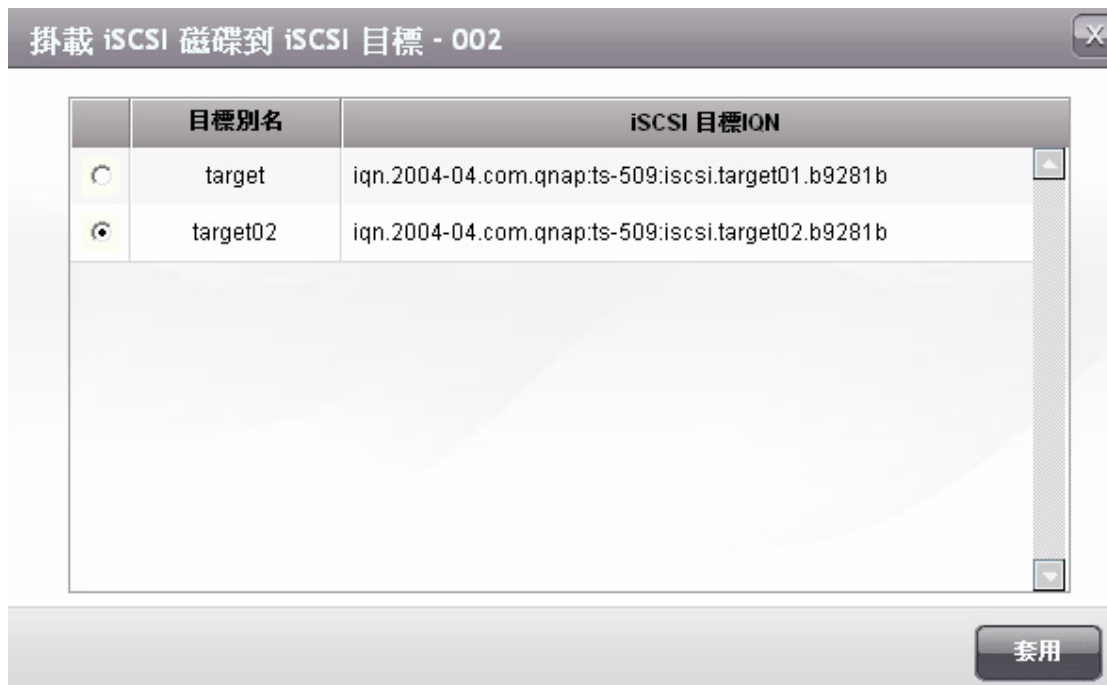 掛載 iSCSI 磁碟到 iSCSI 目標 - 002
X
目標別名 iSCSI 目標IQN
target iqn.2004-04.com.qnap:ts-509:iscsi.target01.b9281b
target02 iqn.2004-04.com.qnap:ts-509:iscsi.target02.b9281b
套用